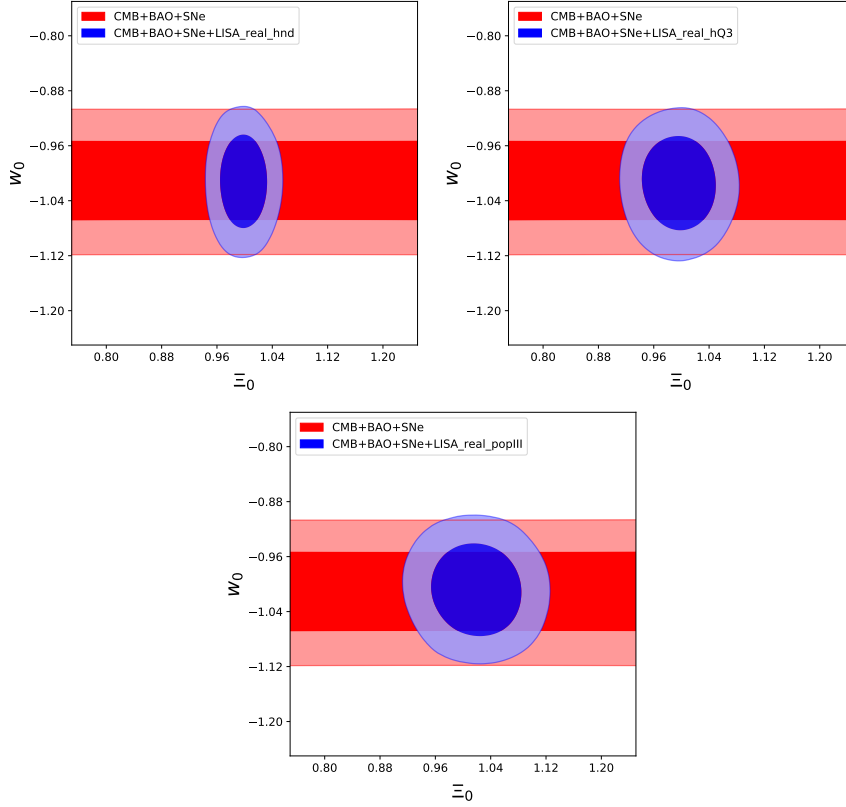 CMB+BAO+SNe
CMB+BAO+SNe+LISA_real_hnd
−0.80
−0.88
−0.96
−1.04
−1.12
−1.20
w₀
0.80 0.88 0.96 1.04 1.12 1.20
Ξ₀
CMB+BAO+SNe
CMB+BAO+SNe+LISA_real_hQ3
−0.80
−0.88
−0.96
−1.04
−1.12
−1.20
w₀
0.80 0.88 0.96 1.04 1.12 1.20
Ξ₀
CMB+BAO+SNe
CMB+BAO+SNe+LISA_real_popIII
−0.80
−0.88
−0.96
−1.04
−1.12
−1.20
w₀
0.80 0.88 0.96 1.04 1.12 1.20
Ξ₀